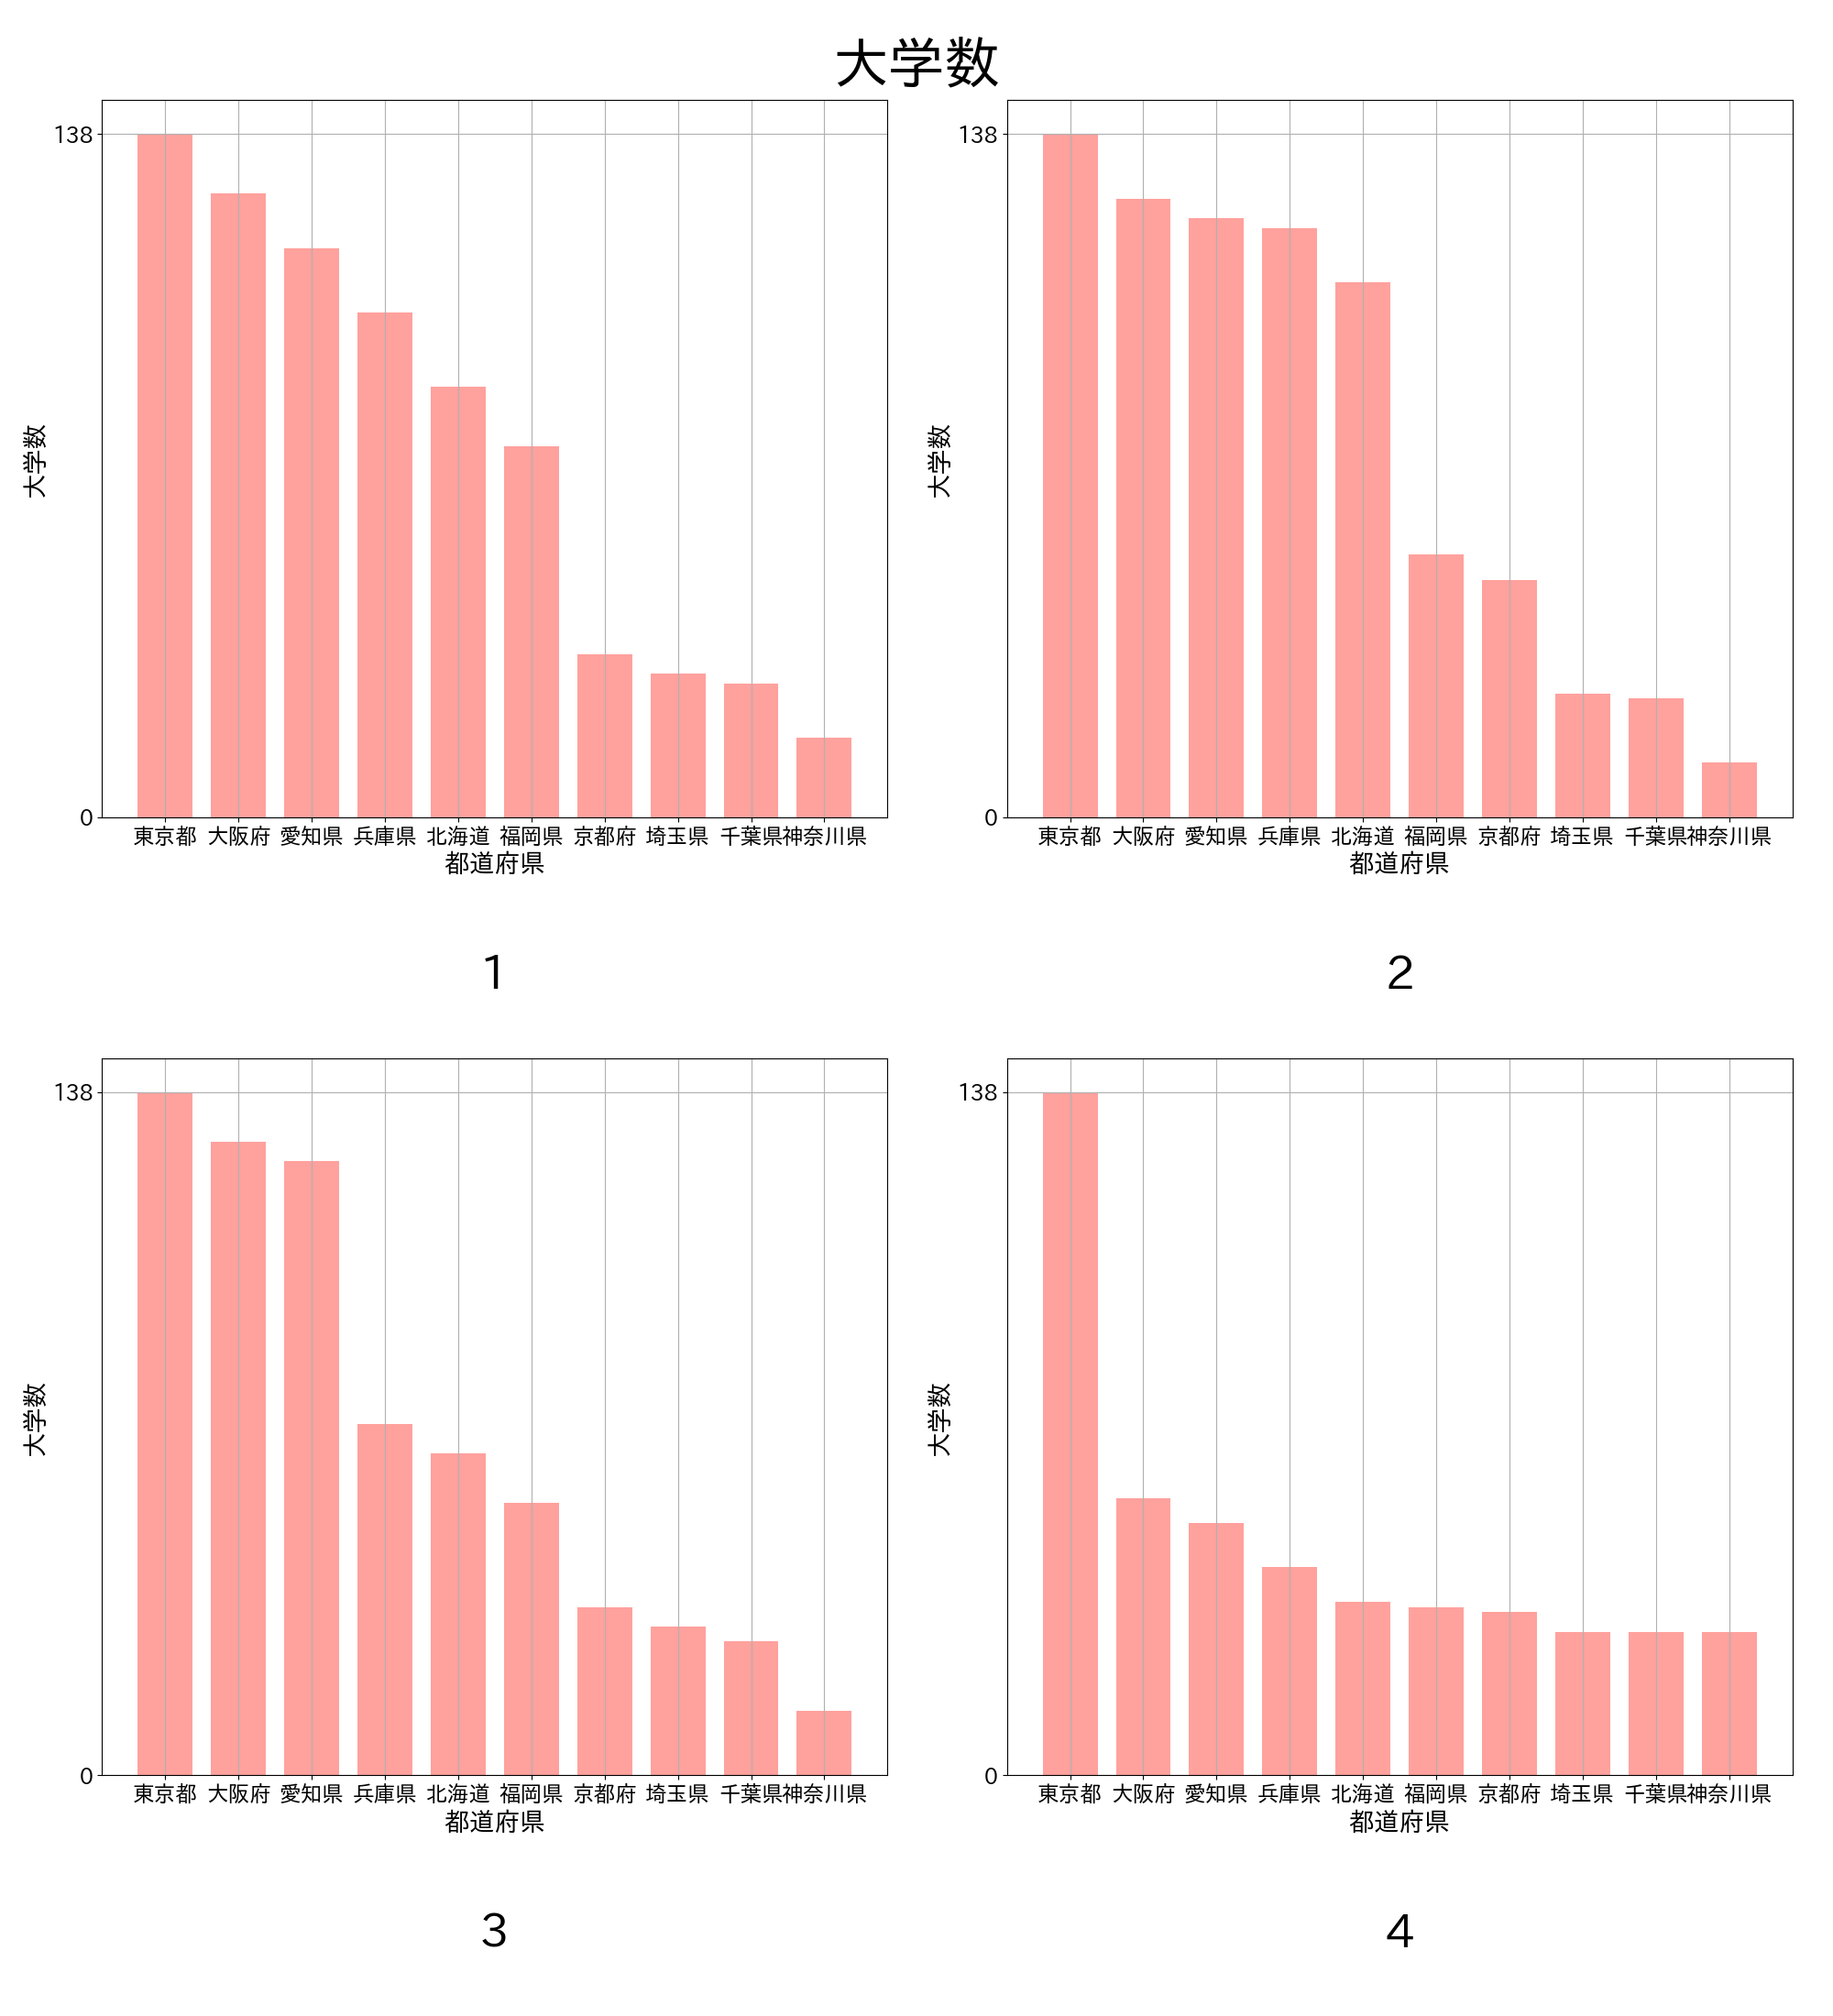 大学数
138
0
大学数
東京都 大阪府 愛知県 兵庫県 北海道 福岡県 京都府 埼玉県 千葉県 神奈川県
都道府県
1
138
0
大学数
東京都 大阪府 愛知県 兵庫県 北海道 福岡県 京都府 埼玉県 千葉県 神奈川県
都道府県
2
138
0
大学数
東京都 大阪府 愛知県 兵庫県 北海道 福岡県 京都府 埼玉県 千葉県 神奈川県
都道府県
3
138
0
大学数
東京都 大阪府 愛知県 兵庫県 北海道 福岡県 京都府 埼玉県 千葉県 神奈川県
都道府県
4